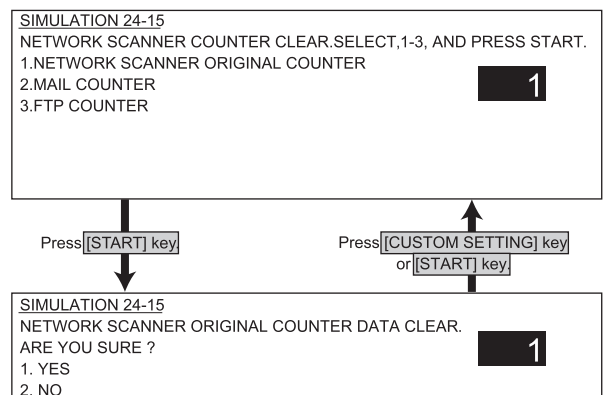 SIMULATION 24-15
NETWORK SCANNER COUNTER CLEAR.SELECT,1-3, AND PRESS START.
1.NETWORK SCANNER ORIGINAL COUNTER
1
2.MAIL COUNTER
3.FTP COUNTER
Press [START] key.
Press [CUSTOM SETTING] key
or [START] key.
SIMULATION 24-15
NETWORK SCANNER ORIGINAL COUNTER DATA CLEAR.
ARE YOU SURE ?
1
1. YES
2. NO